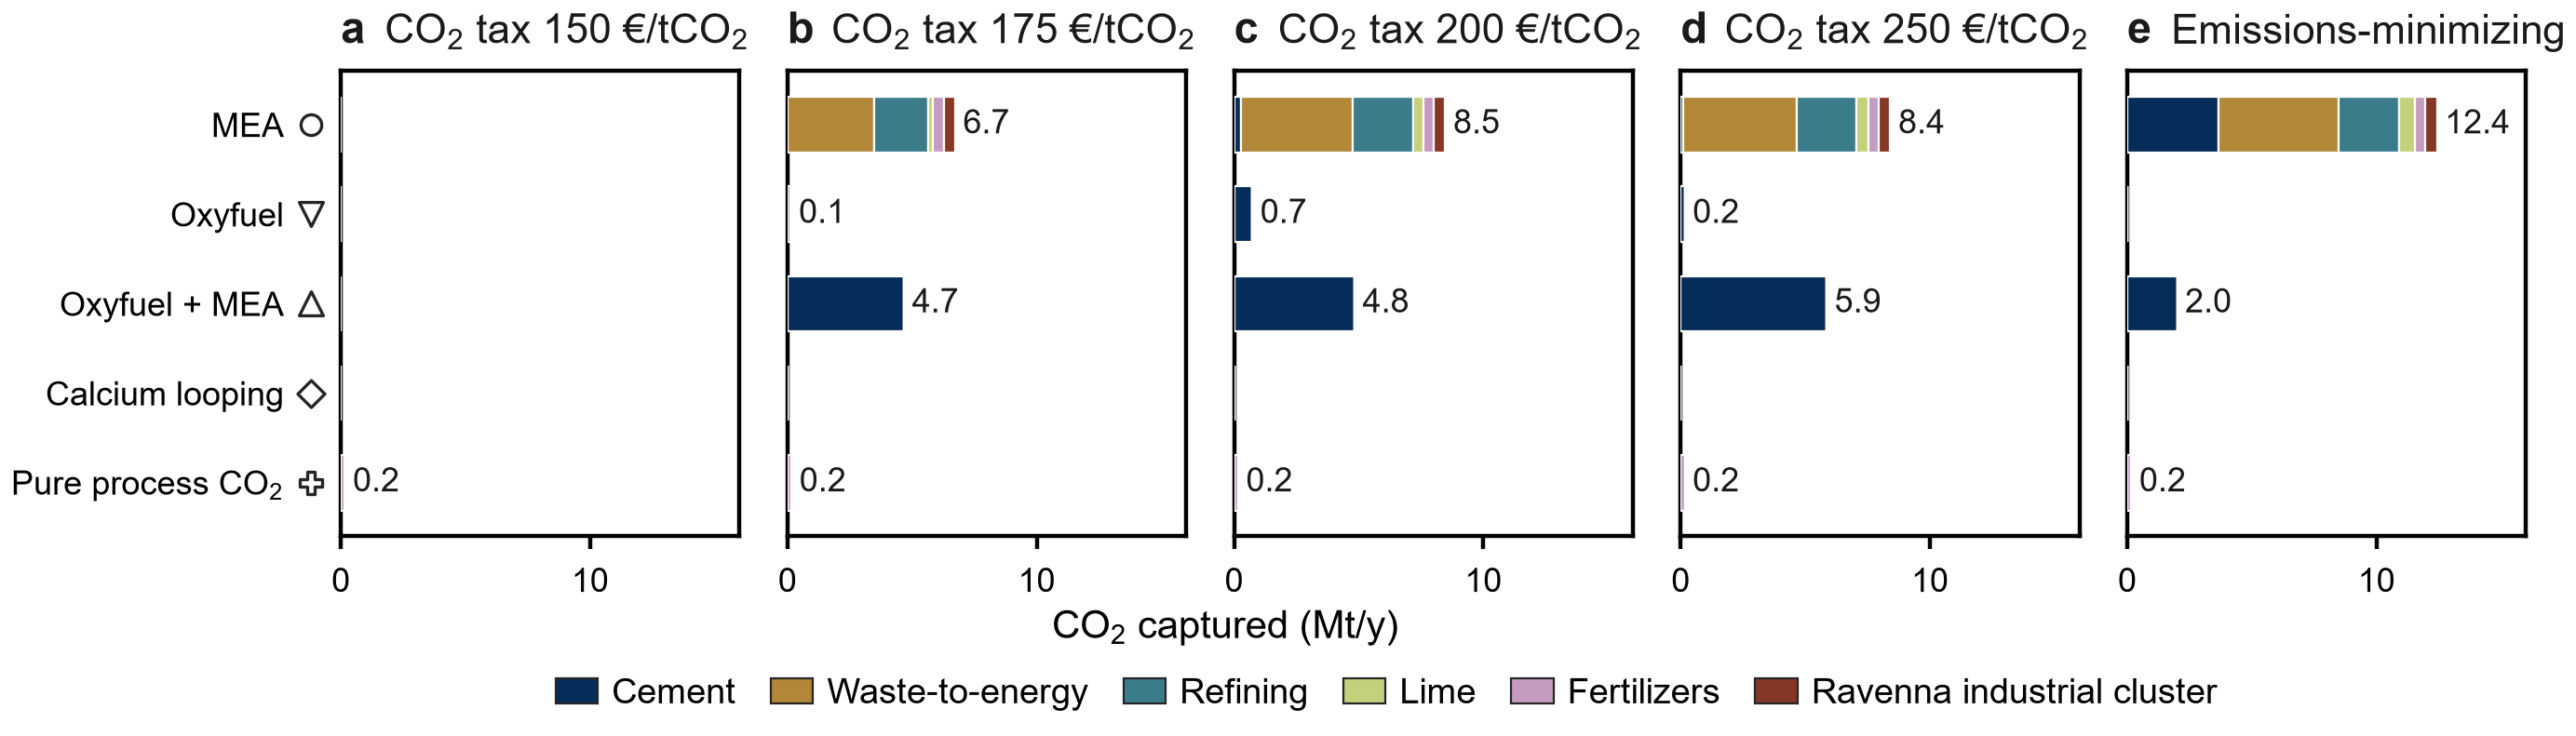 a CO₂ tax 150 €/tCO₂
b CO₂ tax 175 €/tCO₂
c CO₂ tax 200 €/tCO₂
d CO₂ tax 250 €/tCO₂
e Emissions-minimizing
MEA 6.7 8.5 8.4 12.4
Oxyfuel 0.1 0.7 0.2
Oxyfuel + MEA 4.7 4.8 5.9 2.0
Calcium looping
Pure process CO₂ 0.2 0.2 0.2 0.2 0.2
0 10 0 10 0 10 0 10 0 10
CO₂ captured (Mt/y)
Cement Waste-to-energy Refining Lime Fertilizers Ravenna industrial cluster